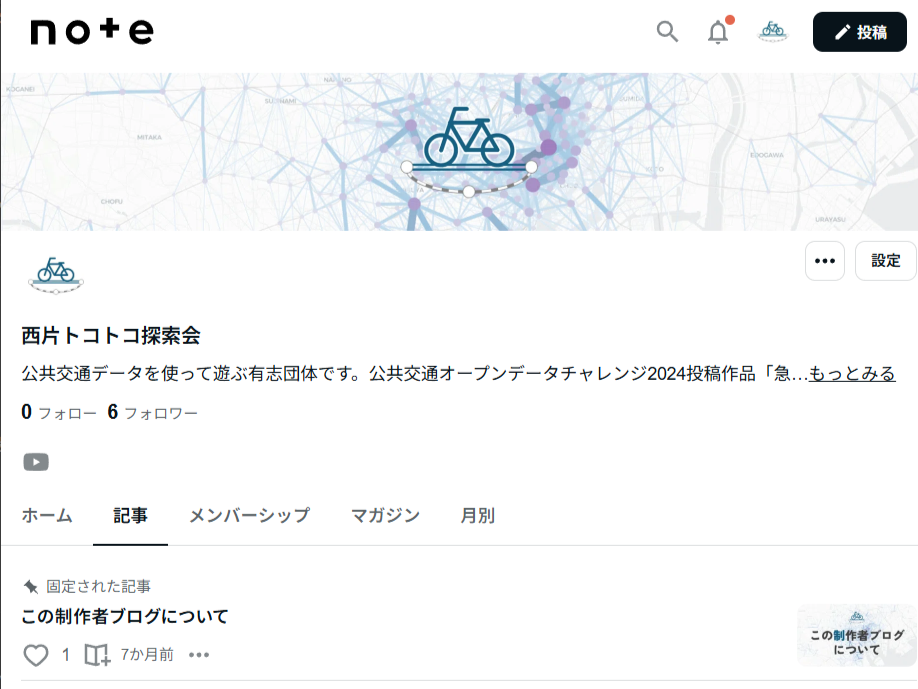 note
投稿
KOGANEI
SUGINAMI
MITAKA
CHOFU
SUMIDA
KOTO
EDOGAWA
URAYASU
設定
西片トコトコ探索会
公共交通データを使って遊ぶ有志団体です。公共交通オープンデータチャレンジ2024投稿作品「急…もっとみる
0 フォロー 6 フォロワー
ホーム 記事 メンバーシップ マガジン 月別
固定された記事
この制作者ブログについて
1 7か月前
この制作者ブログ
について